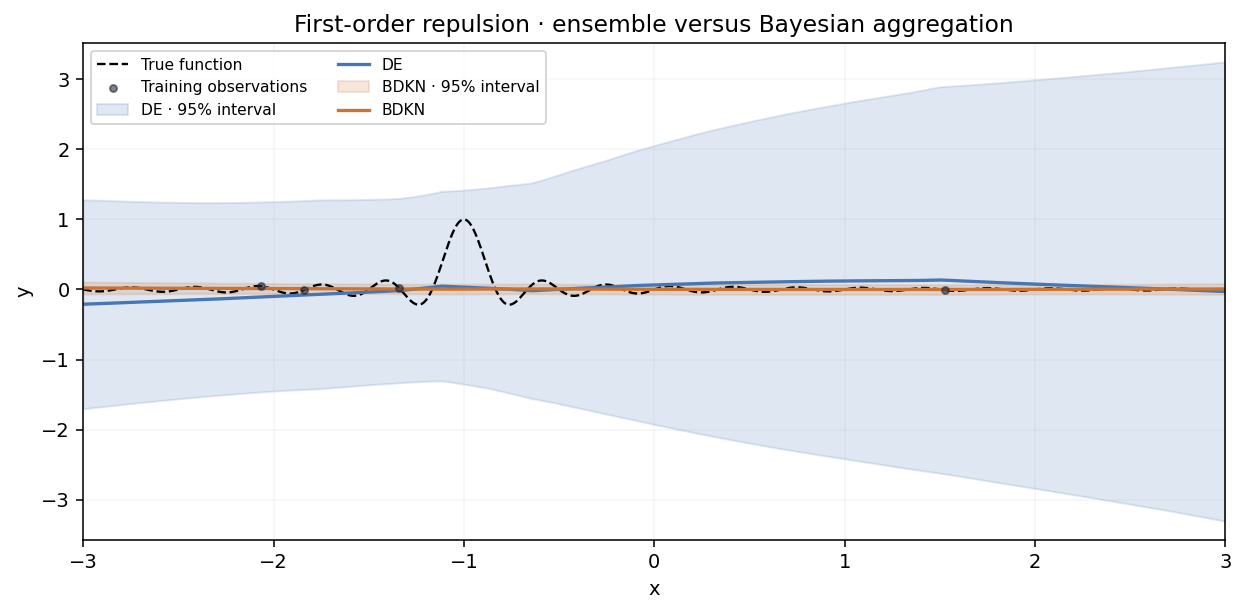 First-order repulsion · ensemble versus Bayesian aggregation
True function
Training observations
DE · 95% interval
DE
BDKN · 95% interval
BDKN
3
2
1
0
−1
−2
−3
y
−3 −2 −1 0 1 2 3
x